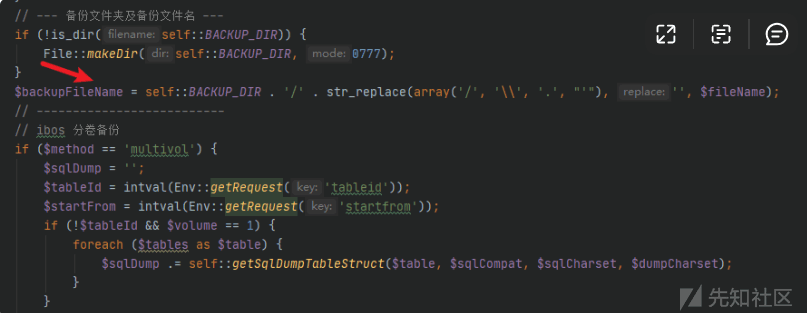 // --- 备份文件夹及备份文件名 ---
if (!is_dir( filename: self::BACKUP_DIR)) {
File::makeDir( dir: self::BACKUP_DIR, mode: 0777);
}
$backupFileName = self::BACKUP_DIR . '/' . str_replace(array('/', '\\', '.', "'"), replace: '', $fileName);
// --------------------------
// ibos 分卷备份
if ($method == 'multivol') {
$sqlDump = '';
$tableId = intval(Env::getRequest( key: 'tableid'));
$startFrom = intval(Env::getRequest( key: 'startfrom'));
if (!$tableId && $volume == 1) {
foreach ($tables as $table) {
$sqlDump .= self::getSqlDumpTableStruct($table, $sqlCompat, $sqlCharset, $dumpCharset);
}
}
先知社区